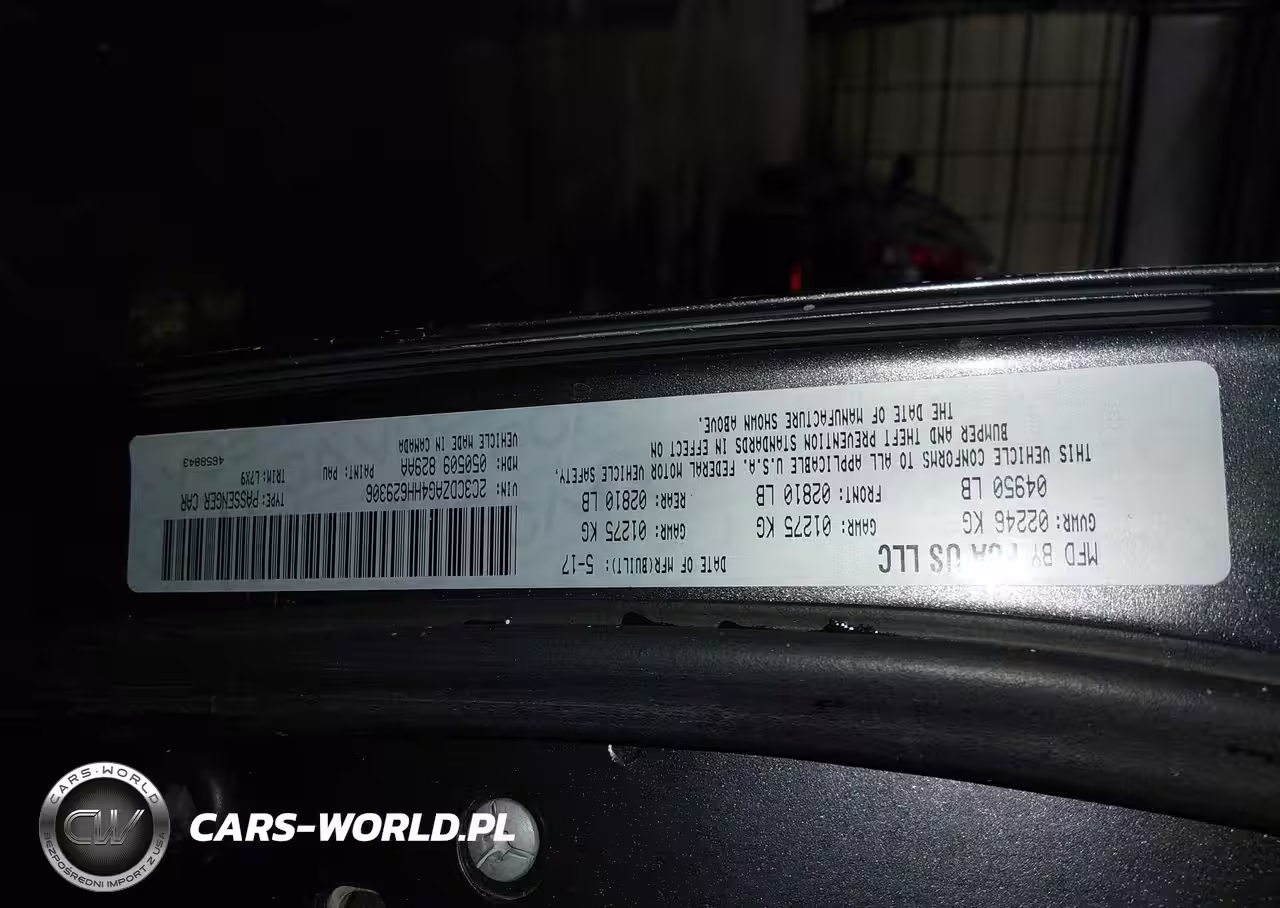 MFD BY FCA US LLC
DATE OF MFR(BUILT): 5-17
GVWR: 02246 KG
GAWR: 01275 KG
GAWR: 01275 KG
04950 LB
FRONT: 02810 LB
REAR: 02810 LB
THIS VEHICLE CONFORMS TO ALL APPLICABLE U.S.A. FEDERAL MOTOR VEHICLE SAFETY,
BUMPER AND THEFT PREVENTION STANDARDS IN EFFECT ON
THE DATE OF MANUFACTURE SHOWN ABOVE.
VIN: 2C3CDZAG4HH629306
TYPE: PASSENGER CAR
MDH: 050509 829AA
PAINT: PAU
TRIM: L7X9
VEHICLE MADE IN CANADA
4658843
CARS-WORLD
CW
BEZPOŚREDNI IMPORT Z USA
CARS-WORLD.PL